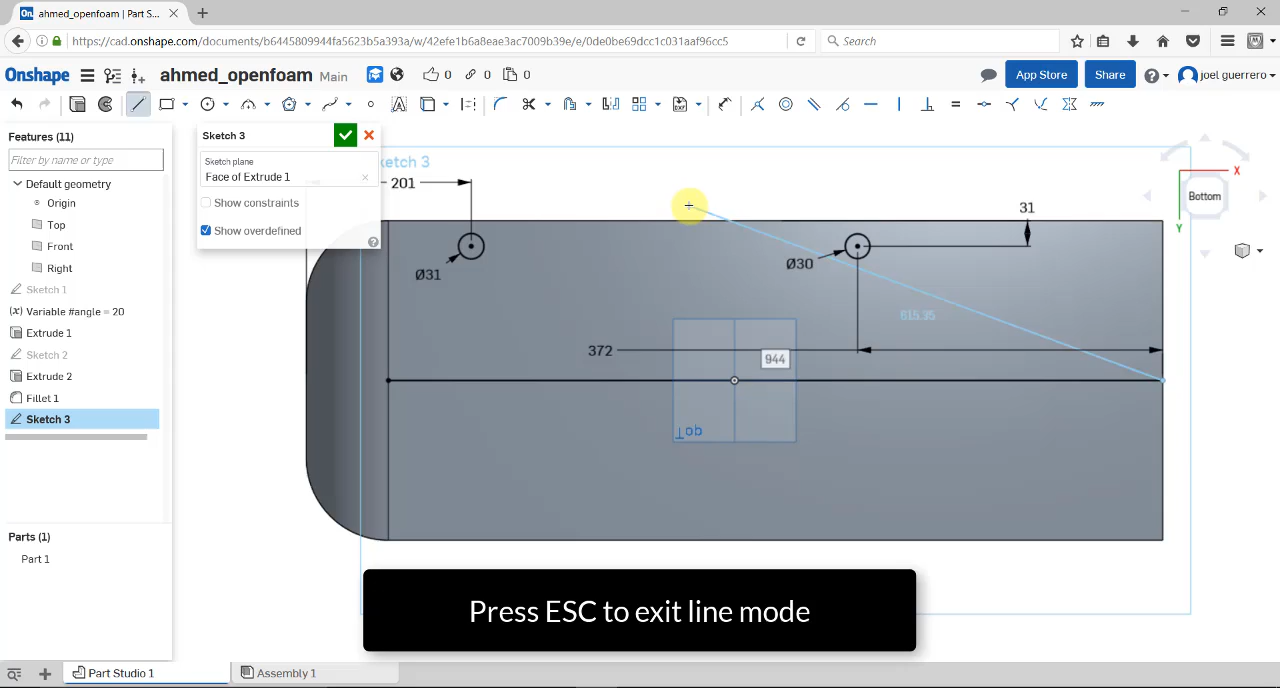 On ahmed_openfoam | Part S... × +
https://cad.onshape.com/documents/b6445809944fa5623b5a393a/w/42efe1b6a8eae3ac7009b39e/e/0de0be69dcc1c031aaf96cc5
Search
Onshape ahmed_openfoam Main 0 0 0 App Store Share joel guerrero
Features (11)
Filter by name or type
Default geometry
Origin
Top
Front
Right
Sketch 1
(x) Variable #angle = 20
Extrude 1
Sketch 2
Extrude 2
Fillet 1
Sketch 3
Parts (1)
Part 1
Sketch 3
Sketch plane
Face of Extrude 1
Show constraints
Show overdefined
ketch 3
201
Ø31
Ø30
31
615.35
372
944
Top
Bottom
X
Y
Press ESC to exit line mode
Part Studio 1
Assembly 1